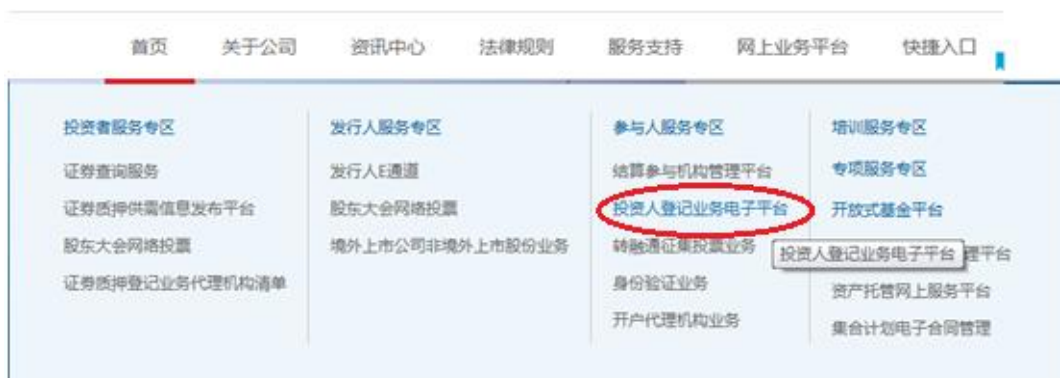 首页 关于公司 资讯中心 法律规则 服务支持 网上业务平台 快捷入口
投资者服务专区
证券查询服务
证券质押供需信息发布平台
股东大会网络投票
证券质押登记业务代理机构清单
发行人服务专区
发行人E通道
股东大会网络投票
境外上市公司非境外上市股份业务
参与人服务专区
结算参与机构管理平台
投资人登记业务电子平台
转融通征集投票业务
身份验证业务
开户代理机构业务
投资人登记业务电子平台
培训服务专区
专项服务专区
开放式基金平台
理平台
资产托管网上服务平台
集合计划电子合同管理